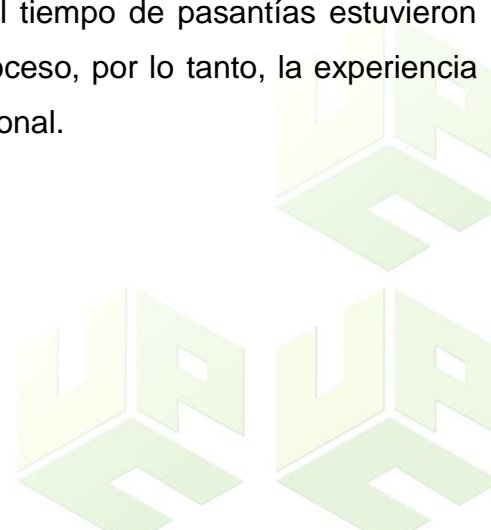 l tiempo de pasantías estuvieron
oceso, por lo tanto, la experiencia
onal.